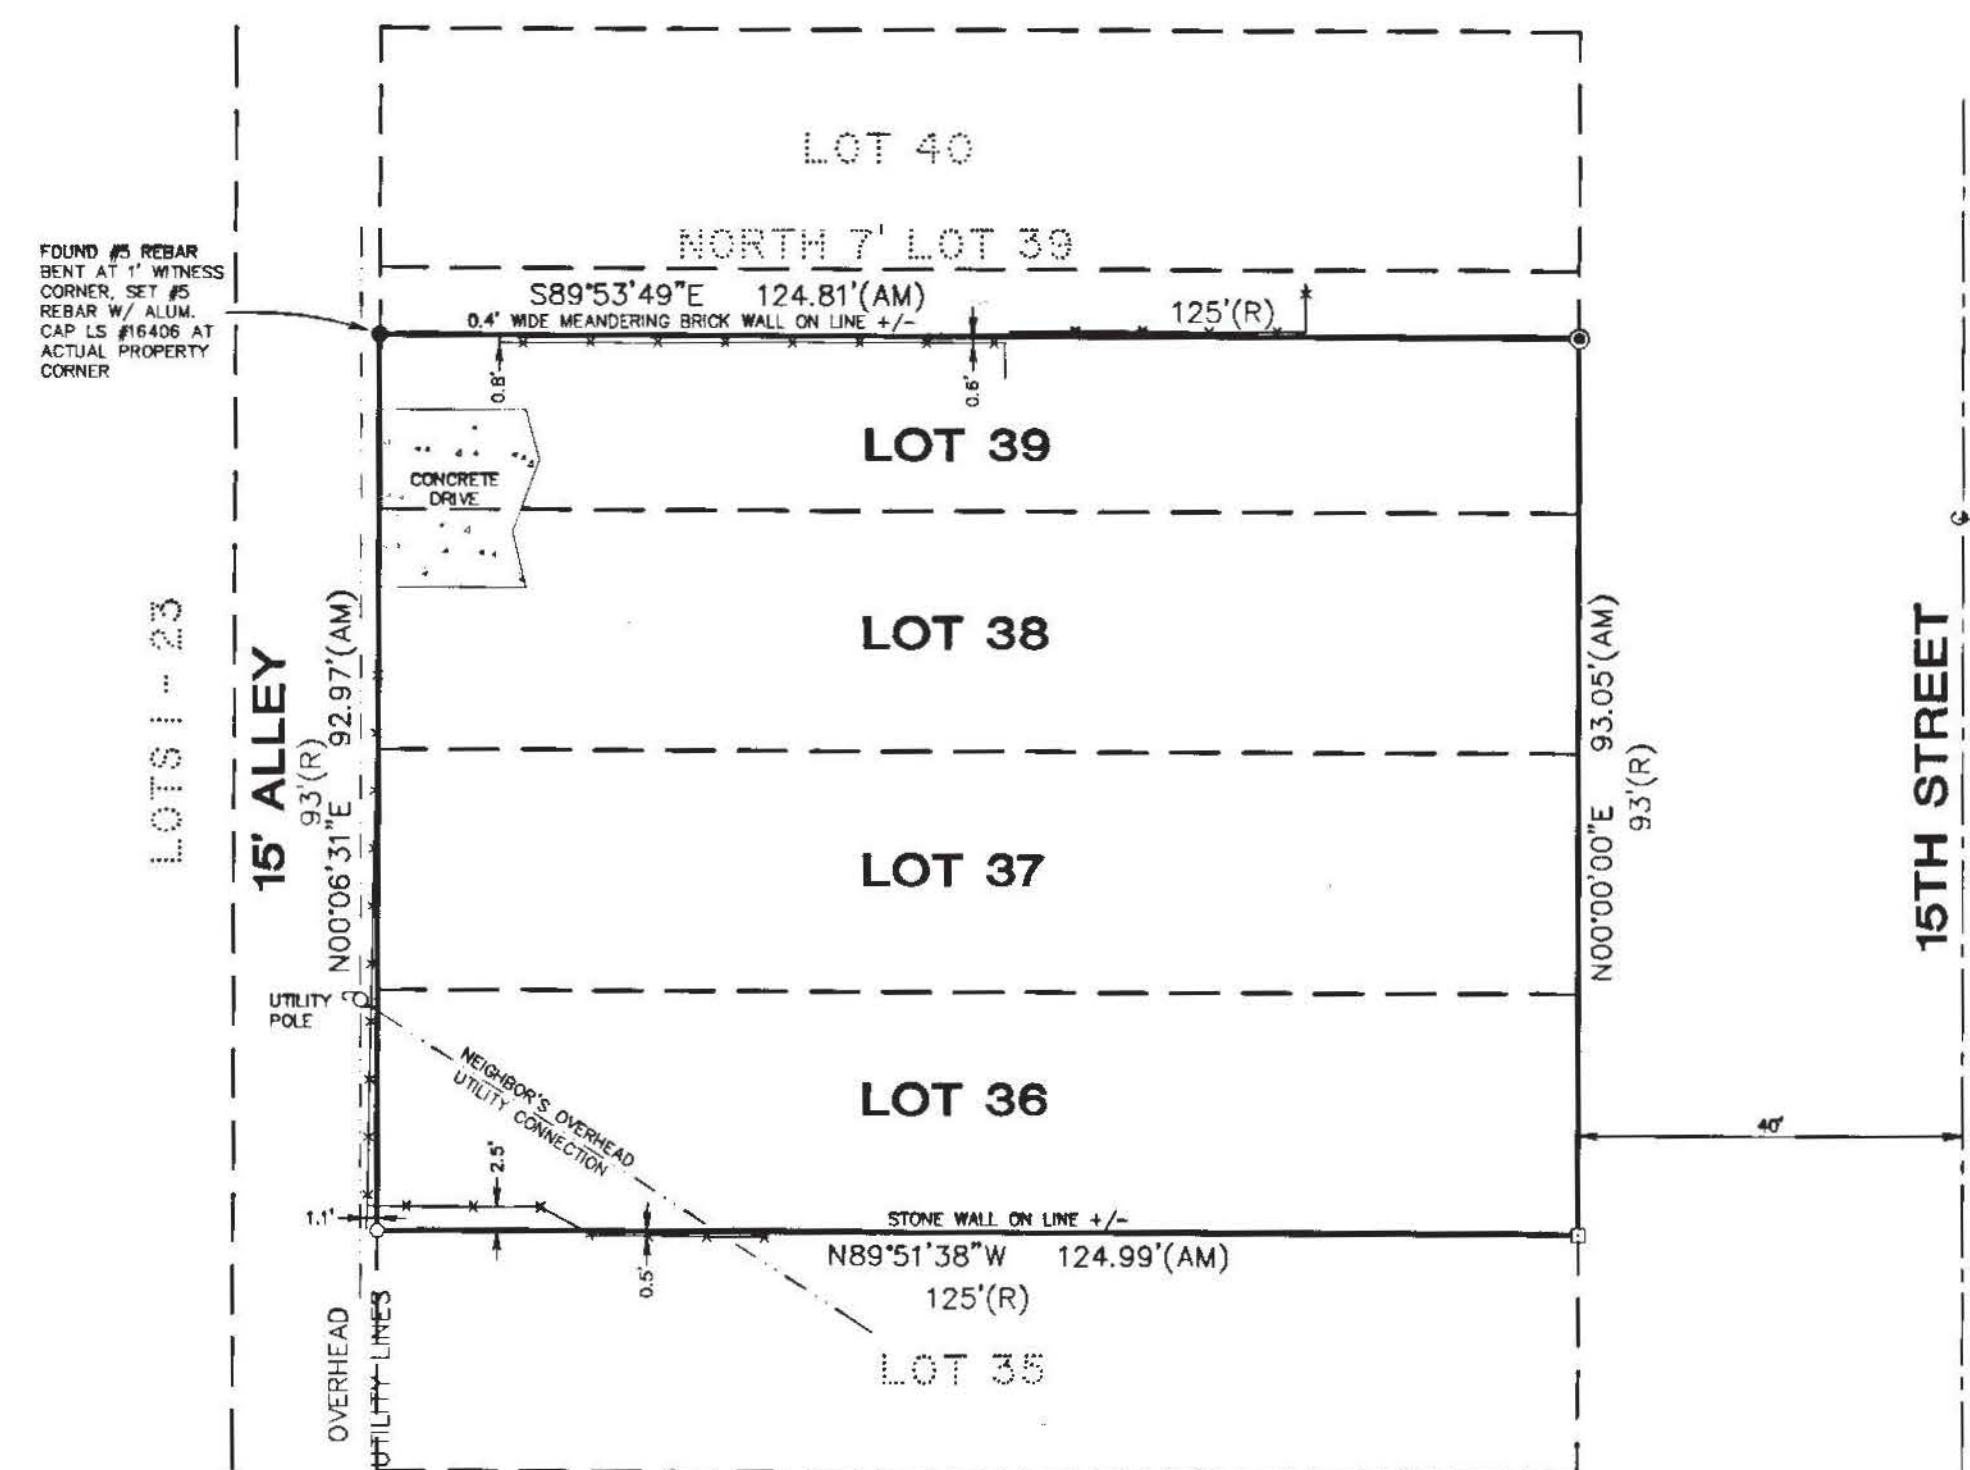 LOT 40
NORTH 7' LOT 39
FOUND #5 REBAR
BENT AT 1' WITNESS
CORNER, SET #5
REBAR W/ ALUM.
CAP LS #16406 AT
ACTUAL PROPERTY
CORNER
S89°53'49"E 124.81'(AM)
125'(R)
0.4' WIDE MEANDERING BRICK WALL ON LINE +/-
0.8'
0.6'
LOT 39
CONCRETE
DRIVE
LOT 38
LOTS 1 - 23
15' ALLEY
93'(R)
N00°06'31"E 92.97'(AM)
N00°00'00"E 93.05'(AM)
93'(R)
15TH STREET
LOT 37
UTILITY
POLE
NEIGHBOR'S OVERHEAD
UTILITY CONNECTION
LOT 36
40'
2.5'
1.1'
STONE WALL ON LINE +/-
N89°51'38"W 124.99'(AM)
0.5'
125'(R)
OVERHEAD
UTILITY LINES
LOT 35